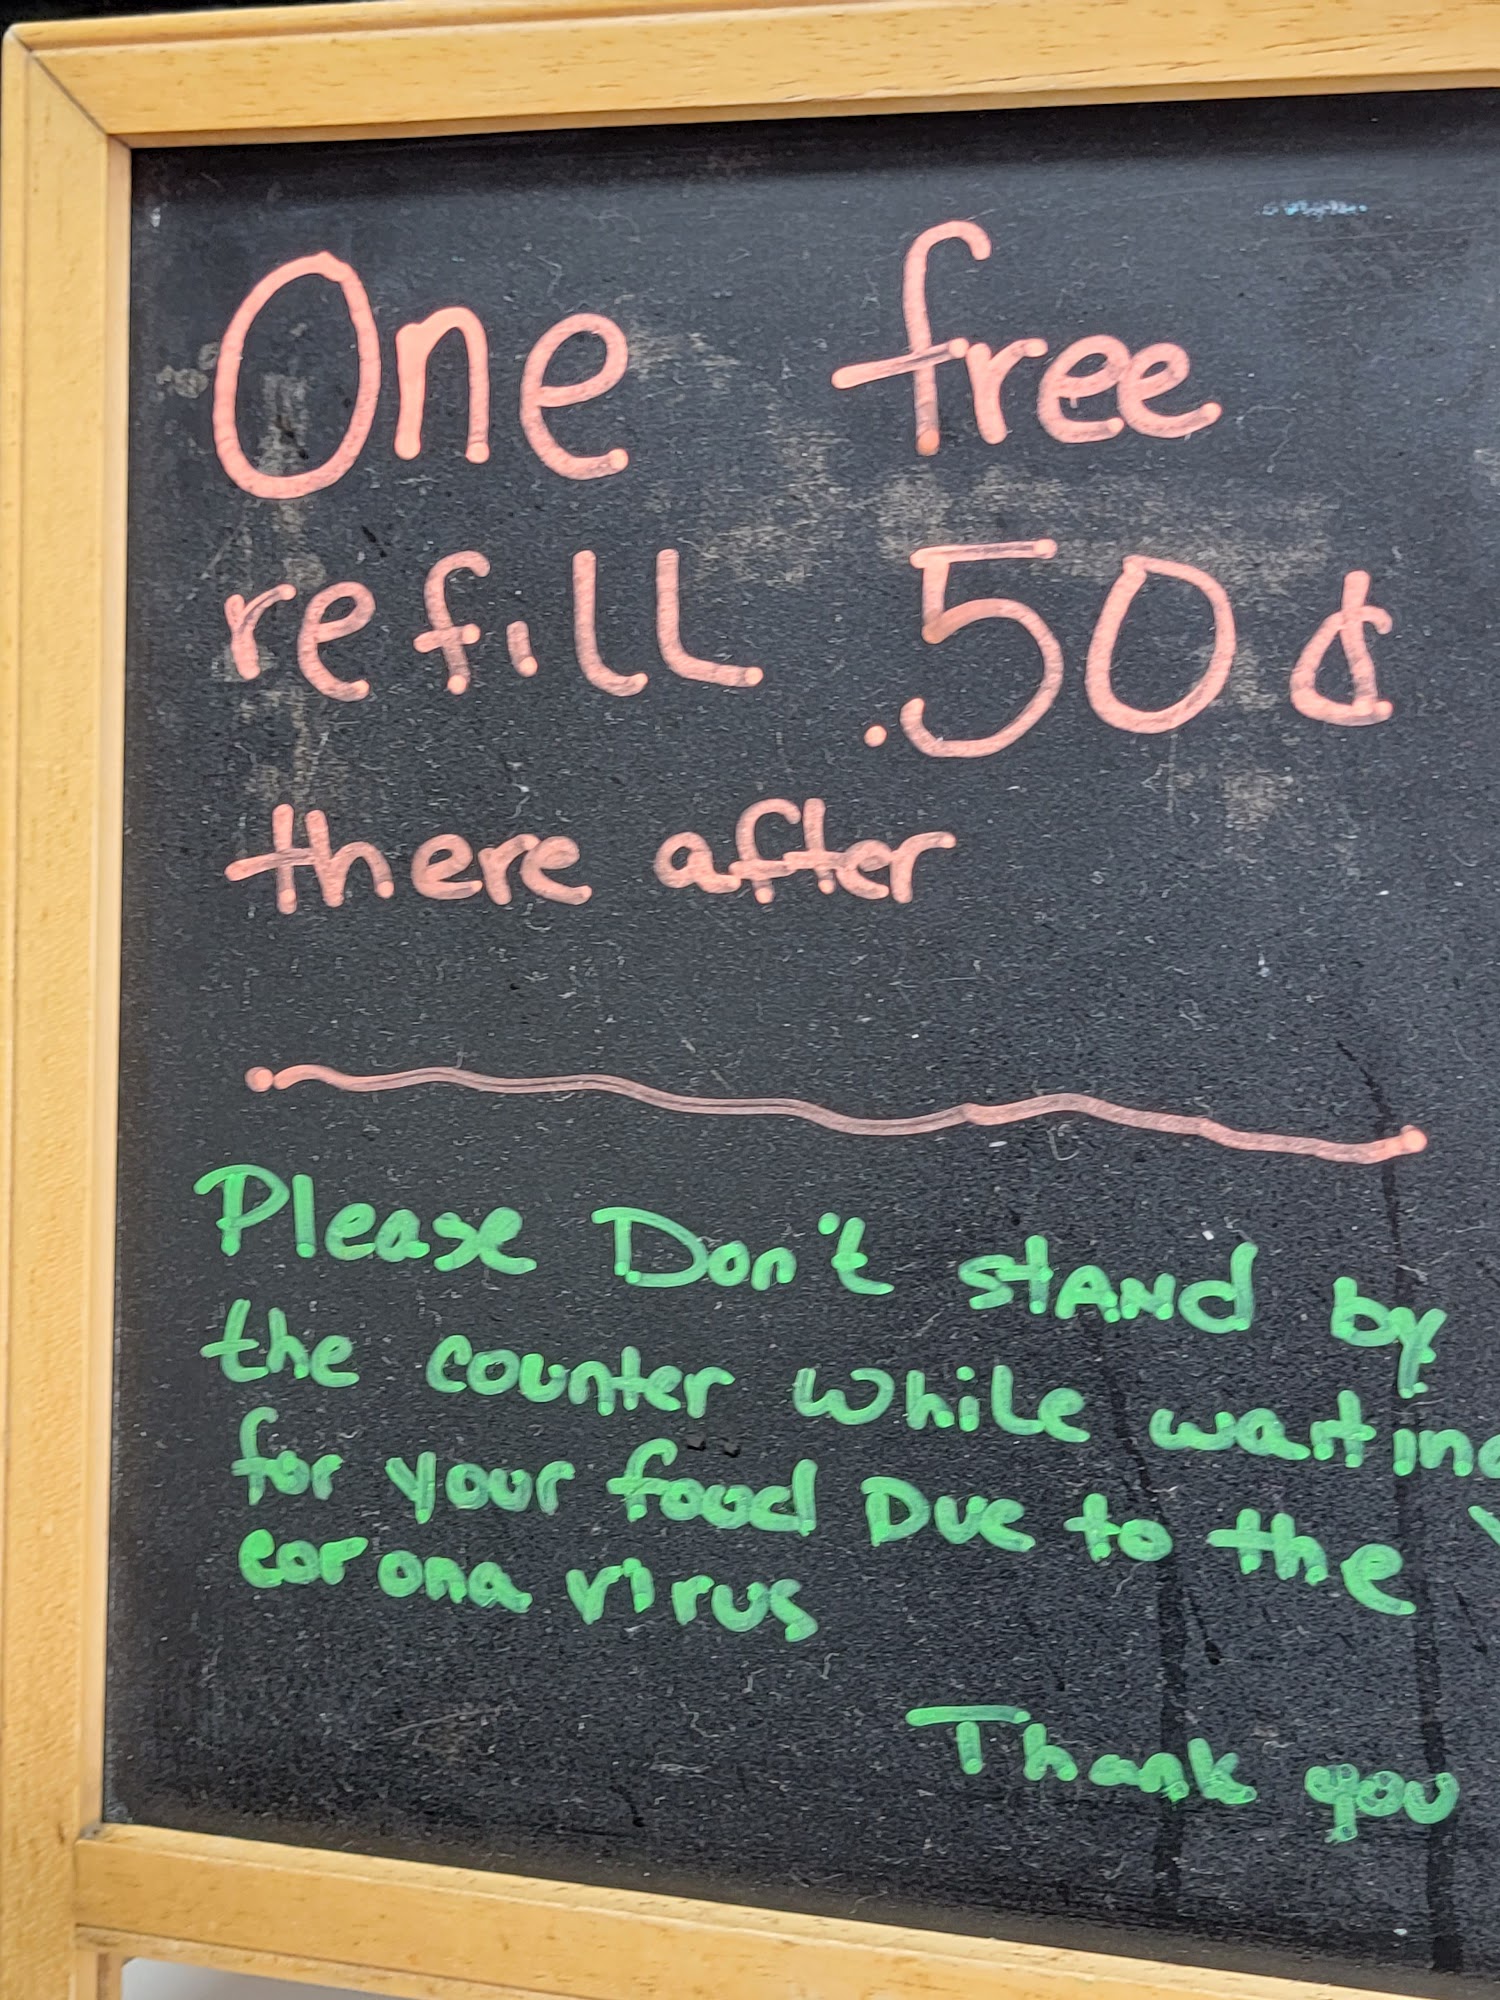 One free
refill .50¢
there after
Please Don't stAND by
the counter while waiting
for your food Due to the
corona virus
Thank you